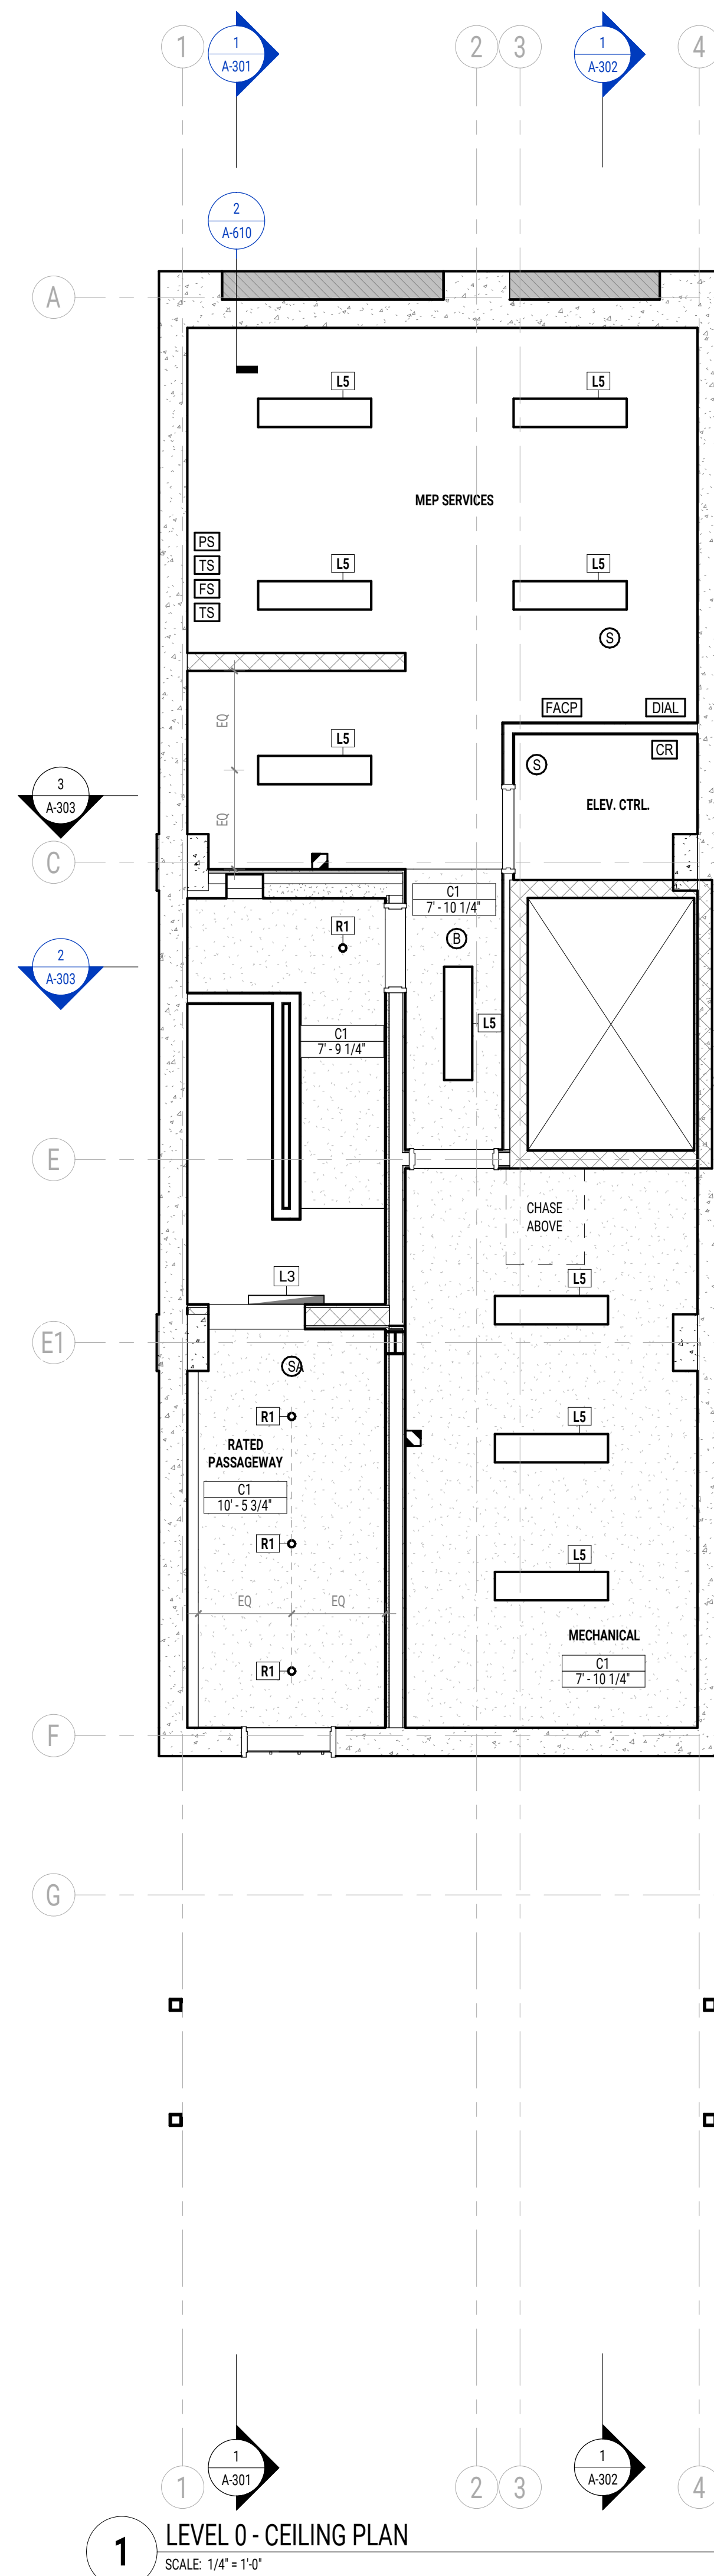 1
1
A-301
2
3
1
A-302
4
2
A-610
A
L5
L5
MEP SERVICES
PS
TS
FS
TS
L5
L5
S
EQ
FACP
DIAL
L5
CR
S
3
A-303
EQ
ELEV. CTRL.
C
C1
7' - 10 1/4"
R1
B
2
A-303
L5
C1
7' - 9 1/4"
E
CHASE
ABOVE
L3
L5
E1
SA
R1
L5
RATED
PASSAGEWAY
C1
10' - 5 3/4"
R1
L5
EQ
EQ
MECHANICAL
R1
C1
7' - 10 1/4"
F
G
1
1
A-301
2
3
1
A-302
4
1
LEVEL 0 - CEILING PLAN
SCALE: 1/4" = 1'-0"